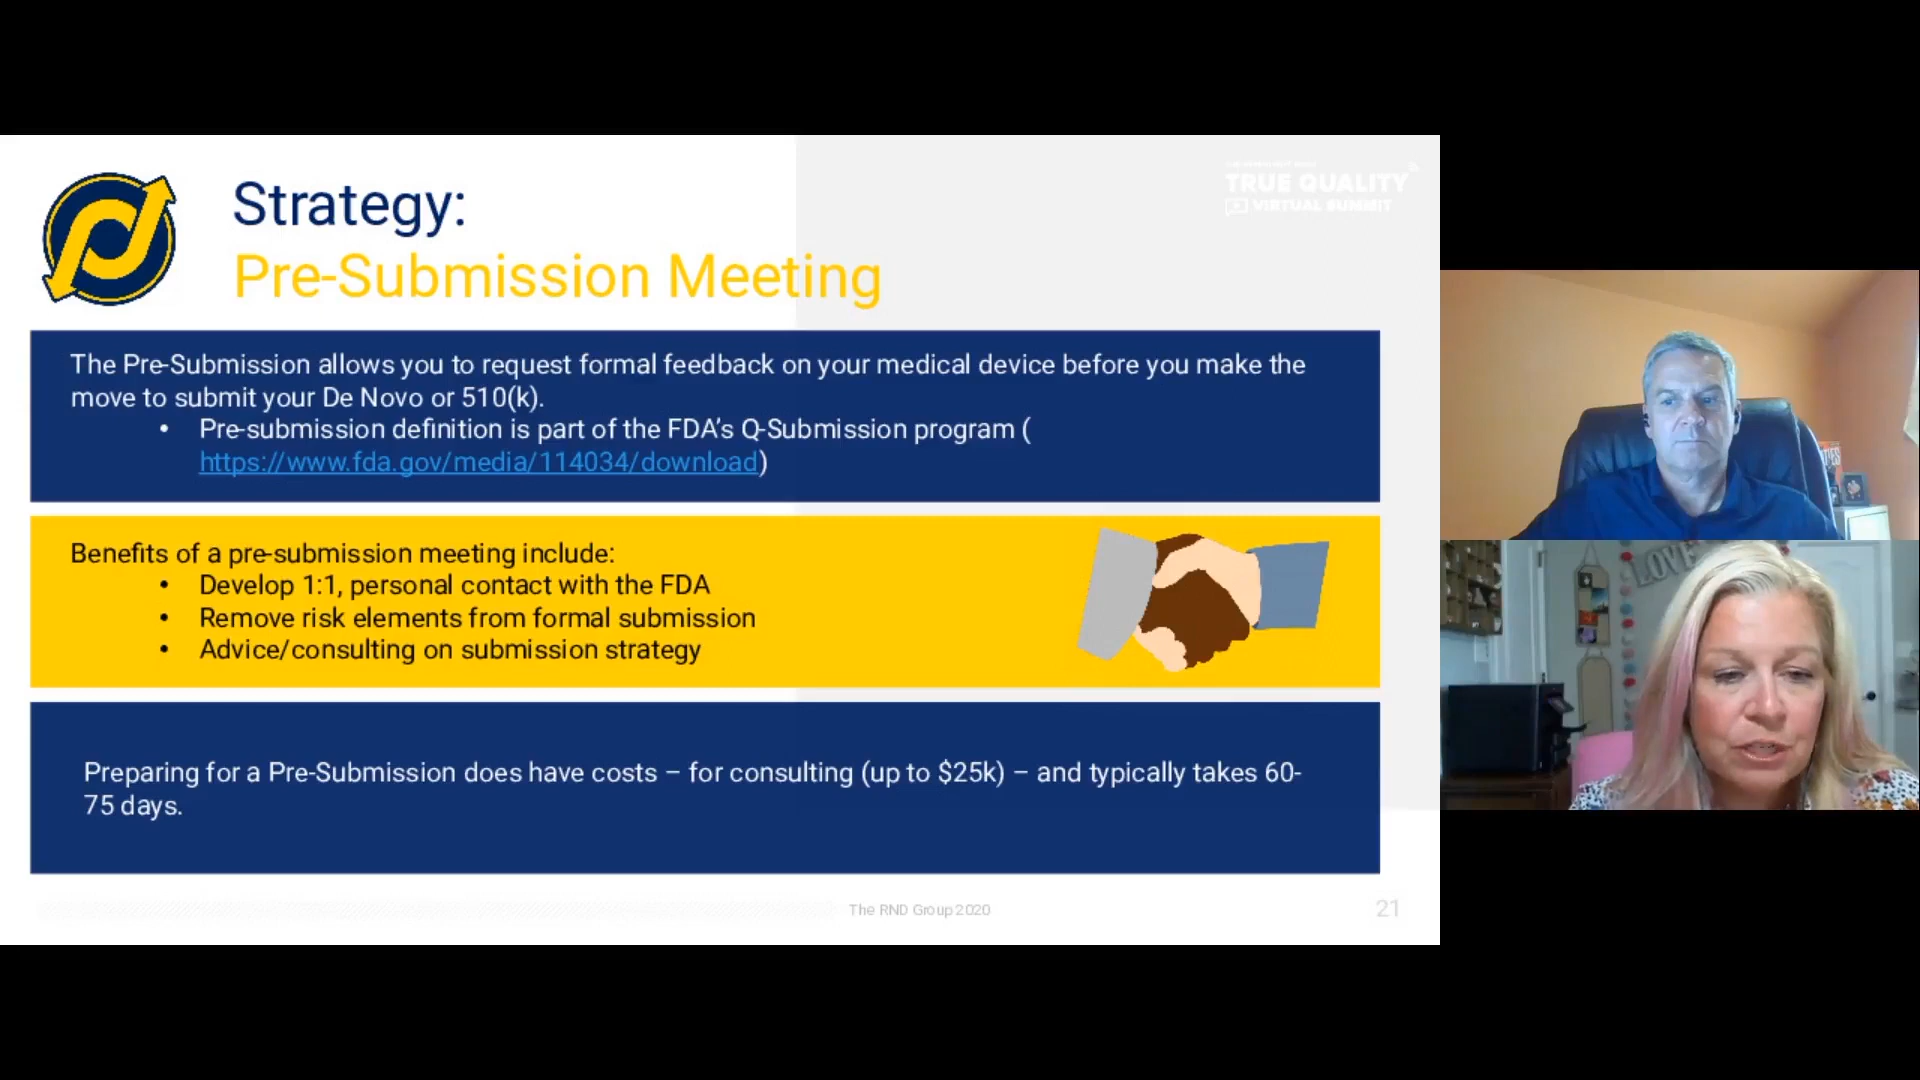 TRUE QUALITY
VIRTUAL SUMMIT
Strategy:
Pre-Submission Meeting
The Pre-Submission allows you to request formal feedback on your medical device before you make the
move to submit your De Novo or 510(k).
• Pre-submission definition is part of the FDA's Q-Submission program (
https://www.fda.gov/media/114034/download)
Benefits of a pre-submission meeting include:
• Develop 1:1, personal contact with the FDA
• Remove risk elements from formal submission
• Advice/consulting on submission strategy
Preparing for a Pre-Submission does have costs – for consulting (up to $25k) – and typically takes 60-
75 days.
The RND Group 2020
21
LOVE